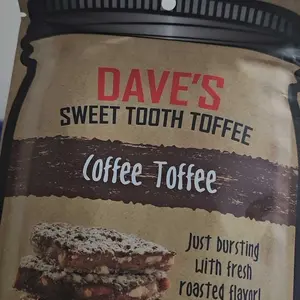 DAVE'S
SWEET TOOTH TOFFEE
Coffee Toffee
Just bursting
with fresh
roasted flavor!